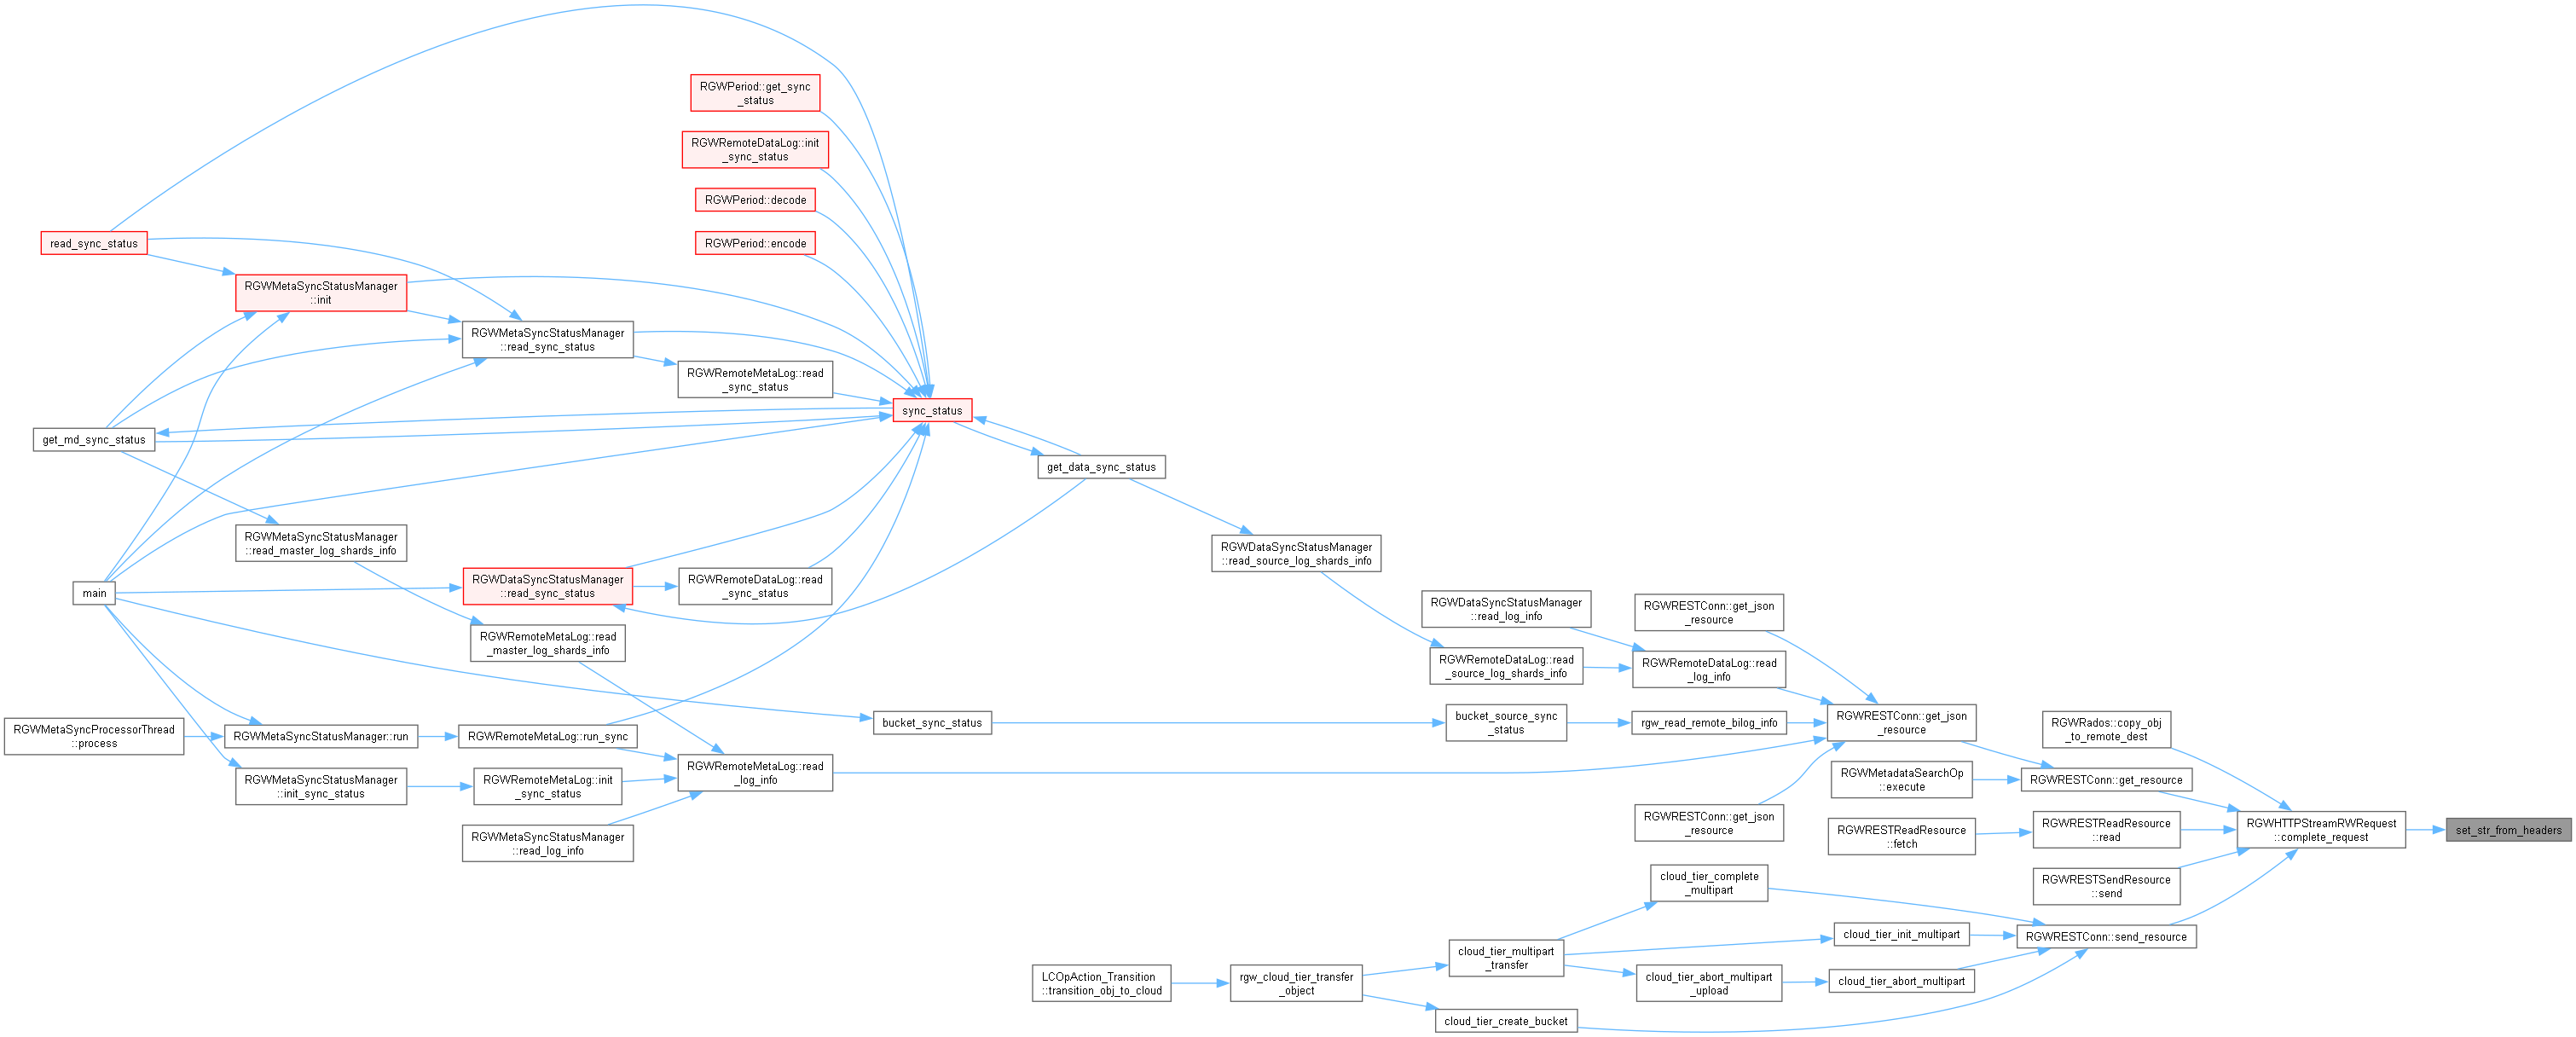 RGWPeriod::get_sync
_status
RGWRemoteDataLog::init
_sync_status
RGWPeriod::decode
RGWPeriod::encode
read_sync_status
RGWMetaSyncStatusManager
::init
RGWMetaSyncStatusManager
::read_sync_status
RGWRemoteMetaLog::read
_sync_status
sync_status
get_md_sync_status
get_data_sync_status
RGWMetaSyncStatusManager
::read_master_log_shards_info
RGWDataSyncStatusManager
::read_source_log_shards_info
main
RGWDataSyncStatusManager
::read_sync_status
RGWRemoteDataLog::read
_sync_status
RGWDataSyncStatusManager
::read_log_info
RGWRESTConn::get_json
_resource
RGWRemoteMetaLog::read
_master_log_shards_info
RGWRemoteDataLog::read
_source_log_shards_info
RGWRemoteDataLog::read
_log_info
RGWMetaSyncProcessorThread
::process
RGWMetaSyncStatusManager::run
RGWRemoteMetaLog::run_sync
bucket_sync_status
bucket_source_sync
_status
rgw_read_remote_bilog_info
RGWRESTConn::get_json
_resource
RGWRados::copy_obj
_to_remote_dest
RGWMetaSyncStatusManager
::init_sync_status
RGWRemoteMetaLog::init
_sync_status
RGWRemoteMetaLog::read
_log_info
RGWMetadataSearchOp
::execute
RGWRESTConn::get_resource
RGWMetaSyncStatusManager
::read_log_info
RGWRESTConn::get_json
_resource
RGWRESTReadResource
::fetch
RGWRESTReadResource
::read
RGWHTTPStreamRWRequest
::complete_request
set_str_from_headers
RGWRESTSendResource
::send
cloud_tier_complete
_multipart
cloud_tier_init_multipart
RGWRESTConn::send_resource
cloud_tier_multipart
_transfer
LCOpAction_Transition
::transition_obj_to_cloud
rgw_cloud_tier_transfer
_object
cloud_tier_abort_multipart
_upload
cloud_tier_abort_multipart
cloud_tier_create_bucket